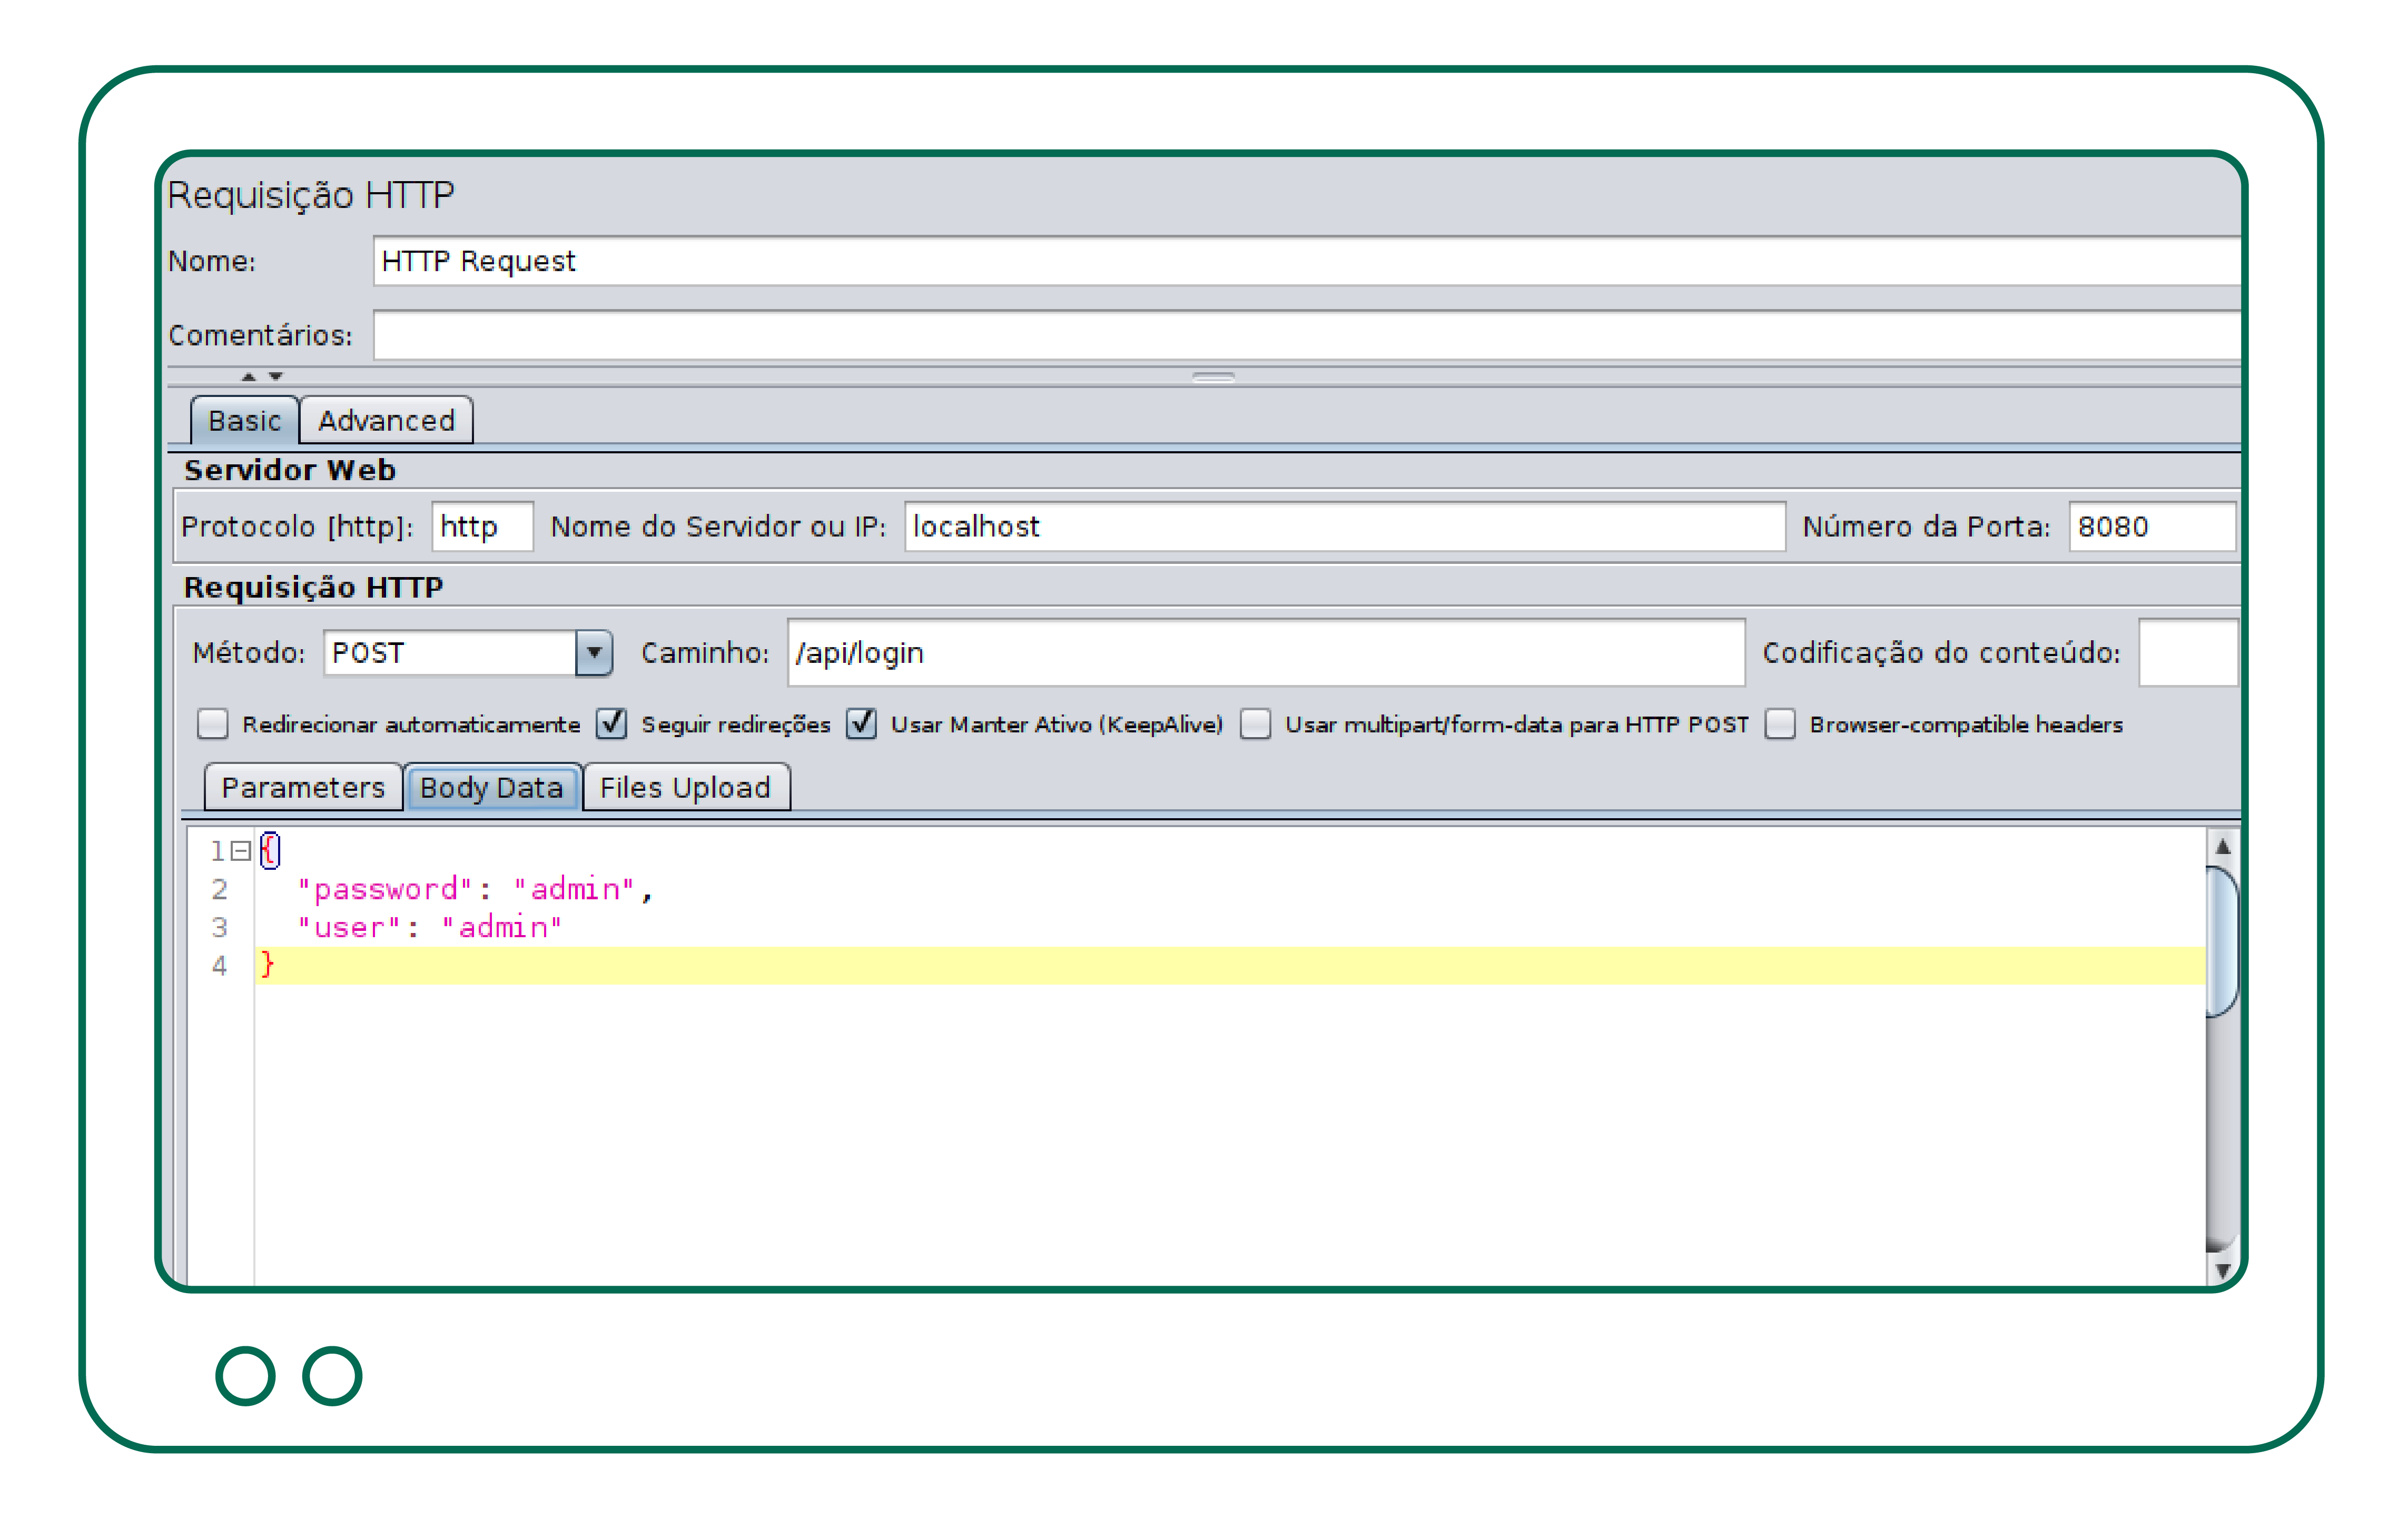 Requisição HTTP
Nome: HTTP Request
Comentários:
Basic Advanced
Servidor Web
Protocolo [http]: http Nome do Servidor ou IP: localhost Número da Porta: 8080
Requisição HTTP
Método: POST Caminho: /api/login Codificação do conteúdo:
Redirecionar automaticamente Seguir redireções Usar Manter Ativo (KeepAlive) Usar multipart/form-data para HTTP POST Browser-compatible headers
Parameters Body Data Files Upload
1 {
2 "password": "admin",
3 "user": "admin"
4 }